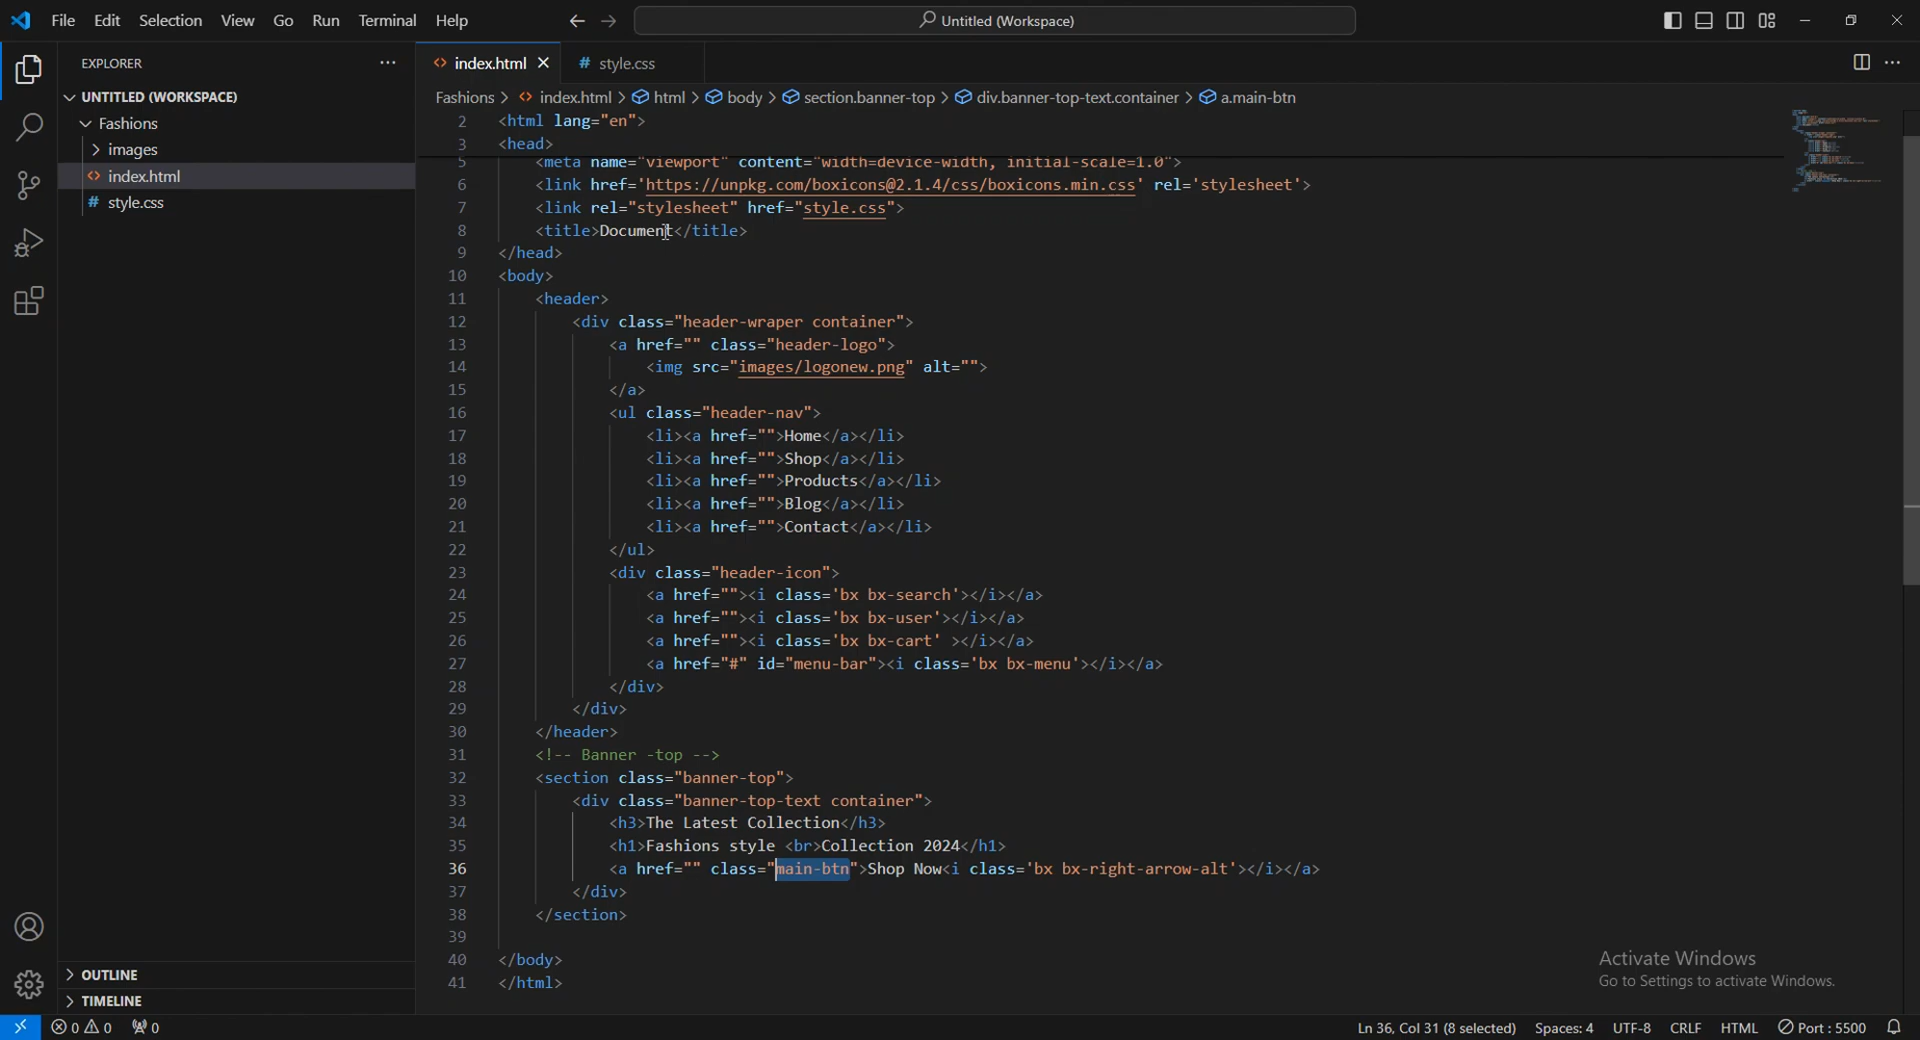 File Edit Selection View Go Run Terminal Help Untitled (Workspace)
EXPLORER
index.html
# style.css
UNTITLED (WORKSPACE)
Fashions
images
index.html
# style.css
Fashions > index.html > html > body > section.banner-top > div.banner-top-text.container > a.main-btn
2 <html lang="en">
3 <head>
5 <meta name="viewport" content="width=device-width, initial-scale=1.0">
6 <link href='https://unpkg.com/boxicons@2.1.4/css/boxicons.min.css' rel='stylesheet'>
7 <link rel="stylesheet" href="style.css">
8 <title>Document</title>
9 </head>
10 <body>
11 <header>
12 <div class="header-wraper container">
13 <a href="" class="header-logo">
14 <img src="images/logonew.png" alt="">
15 </a>
16 <ul class="header-nav">
17 <li><a href="">Home</a></li>
18 <li><a href="">Shop</a></li>
19 <li><a href="">Products</a></li>
20 <li><a href="">Blog</a></li>
21 <li><a href="">Contact</a></li>
22 </ul>
23 <div class="header-icon">
24 <a href=""><i class='bx bx-search'></i></a>
25 <a href=""><i class='bx bx-user'></i></a>
26 <a href=""><i class='bx bx-cart' ></i></a>
27 <a href="#" id="menu-bar"><i class='bx bx-menu'></i></a>
28 </div>
29 </div>
30 </header>
31 <!-- Banner -top -->
32 <section class="banner-top">
33 <div class="banner-top-text container">
34 <h3>The Latest Collection</h3>
35 <h1>Fashions style <br>Collection 2024</h1>
36 <a href="" class="main-btn">Shop Now<i class='bx bx-right-arrow-alt'></i></a>
37 </div>
38 </section>
39
40 </body>
41 </html>
Activate Windows
Go to Settings to activate Windows.
OUTLINE
TIMELINE
0 0 0 Ln 36, Col 31 (8 selected) Spaces: 4 UTF-8 CRLF HTML Port : 5500